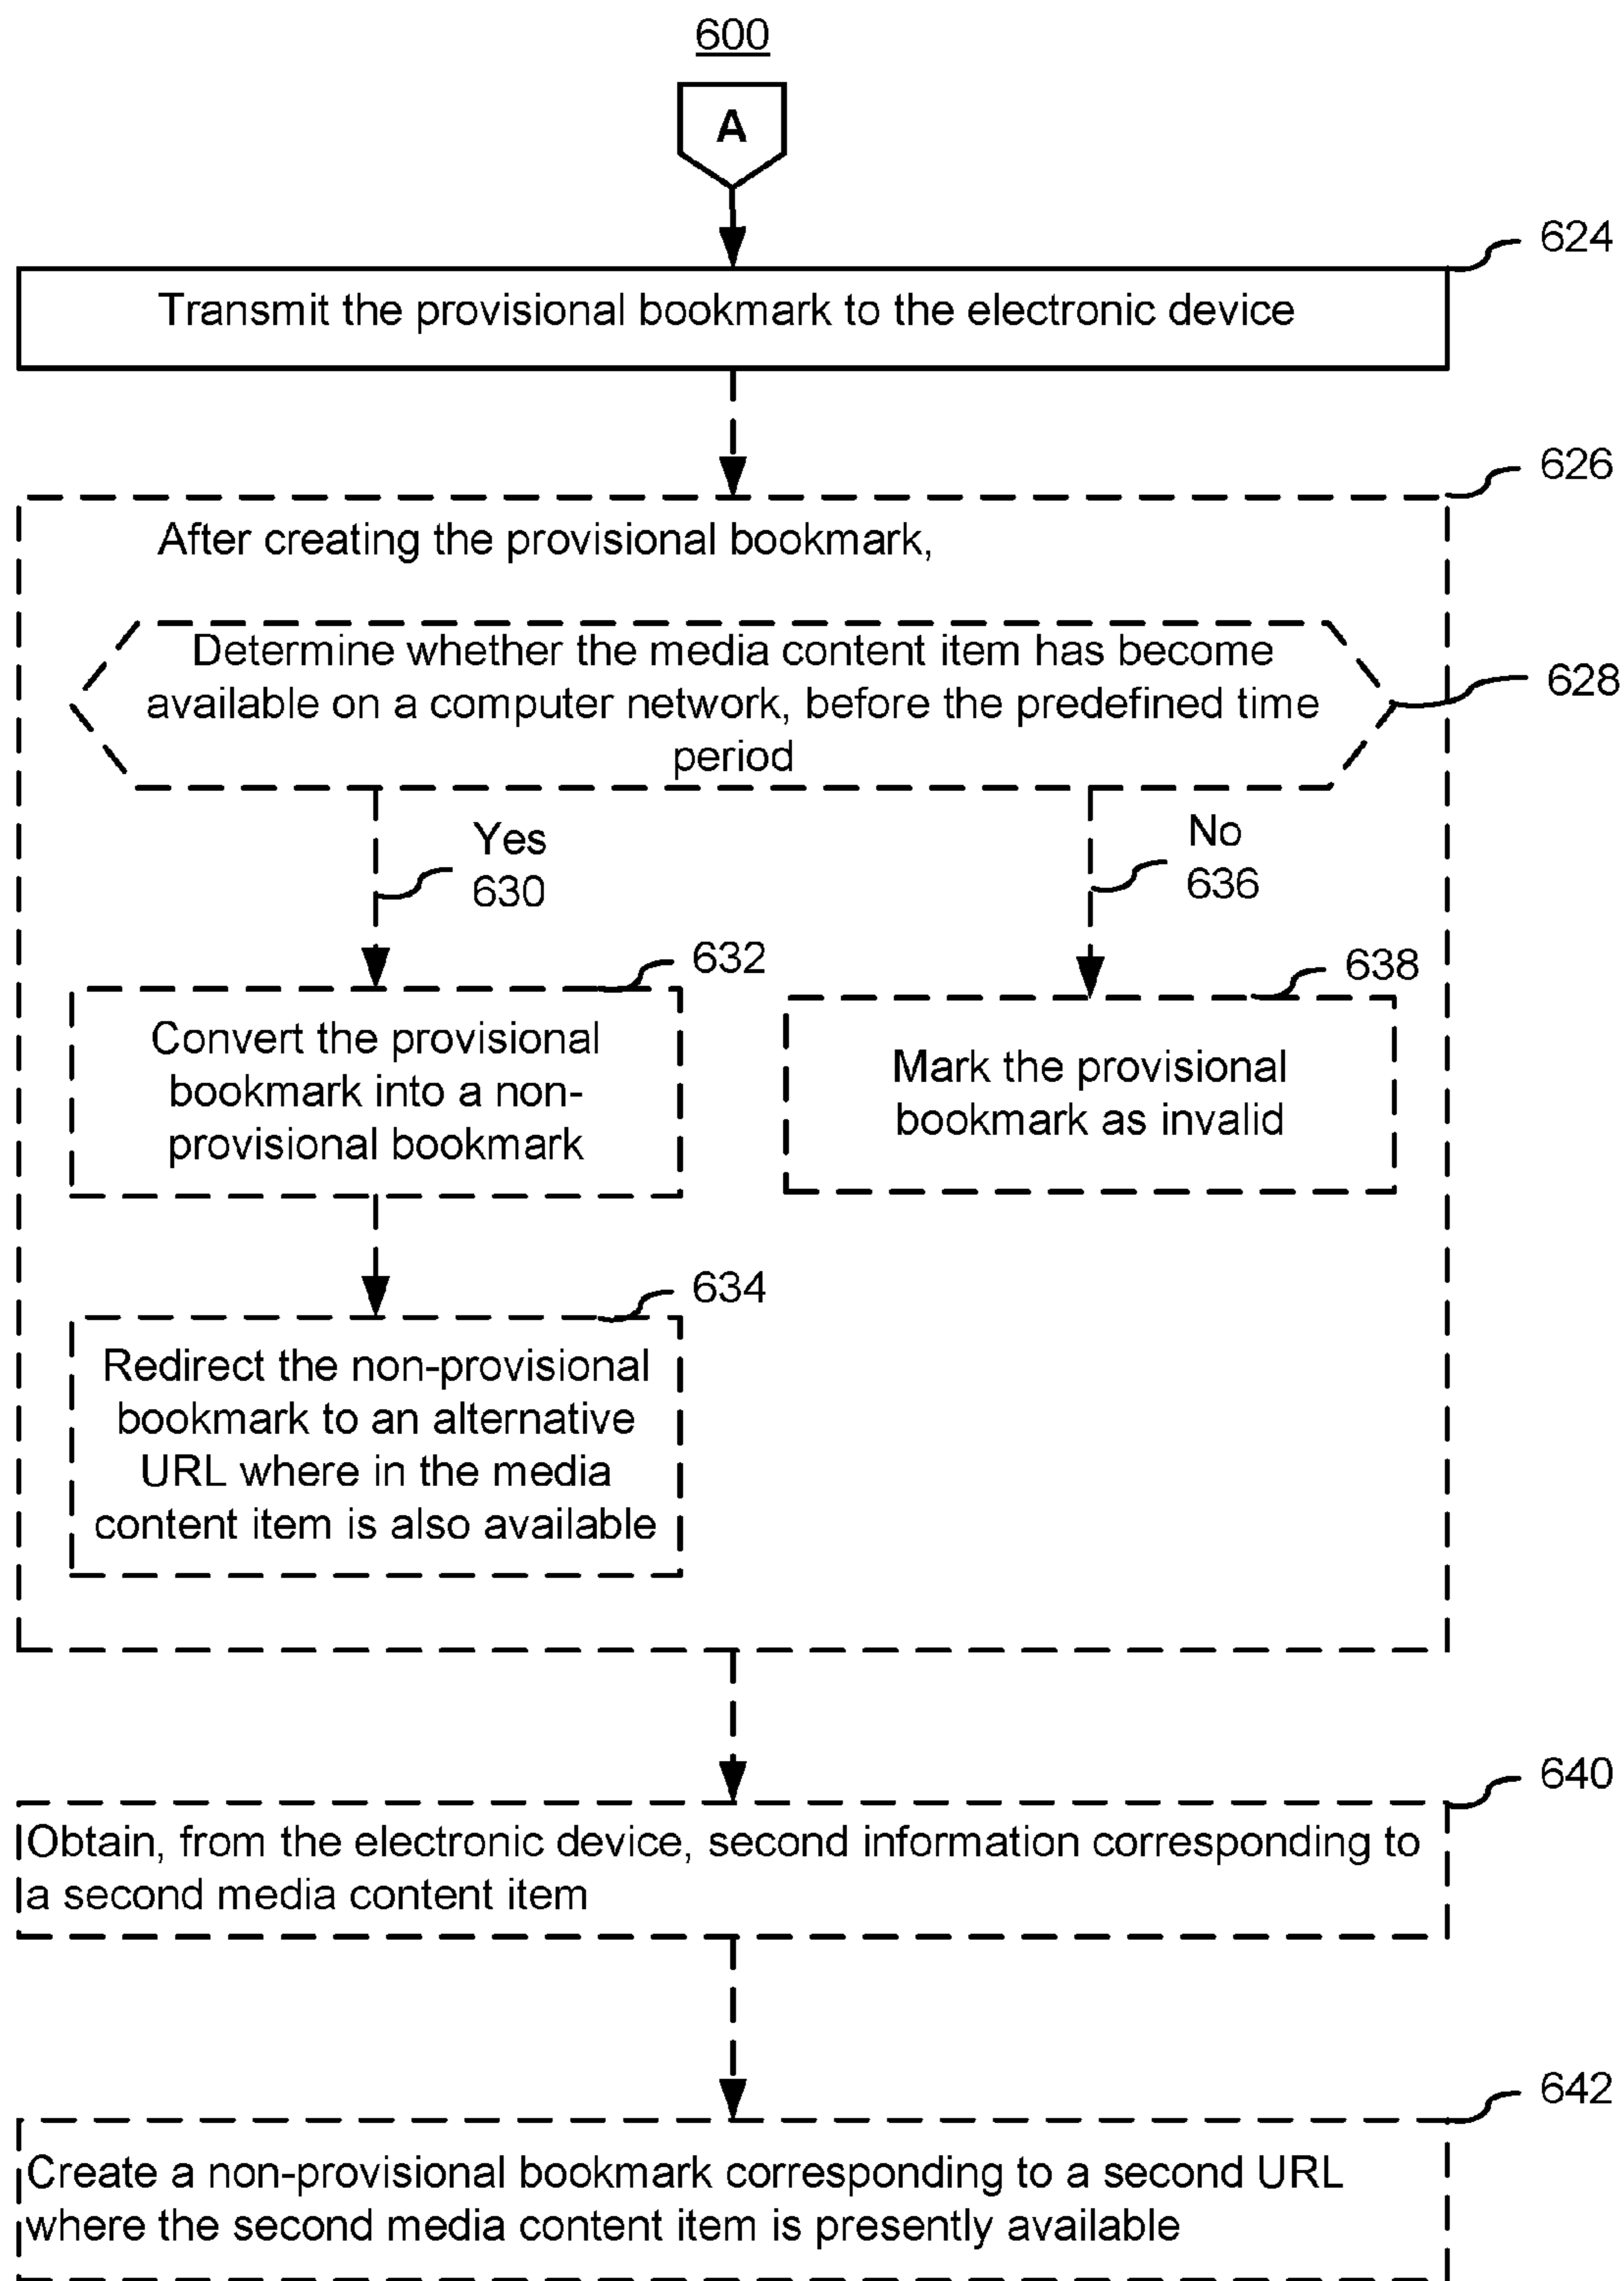 600
A
624
Transmit the provisional bookmark to the electronic device
626
After creating the provisional bookmark,
Determine whether the media content item has become
available on a computer network, before the predefined time
period
628
Yes
630
No
636
632
Convert the provisional
bookmark into a non-
provisional bookmark
638
Mark the provisional
bookmark as invalid
634
Redirect the non-provisional
bookmark to an alternative
URL where in the media
content item is also available
640
Obtain, from the electronic device, second information corresponding to
a second media content item
642
Create a non-provisional bookmark corresponding to a second URL
where the second media content item is presently available